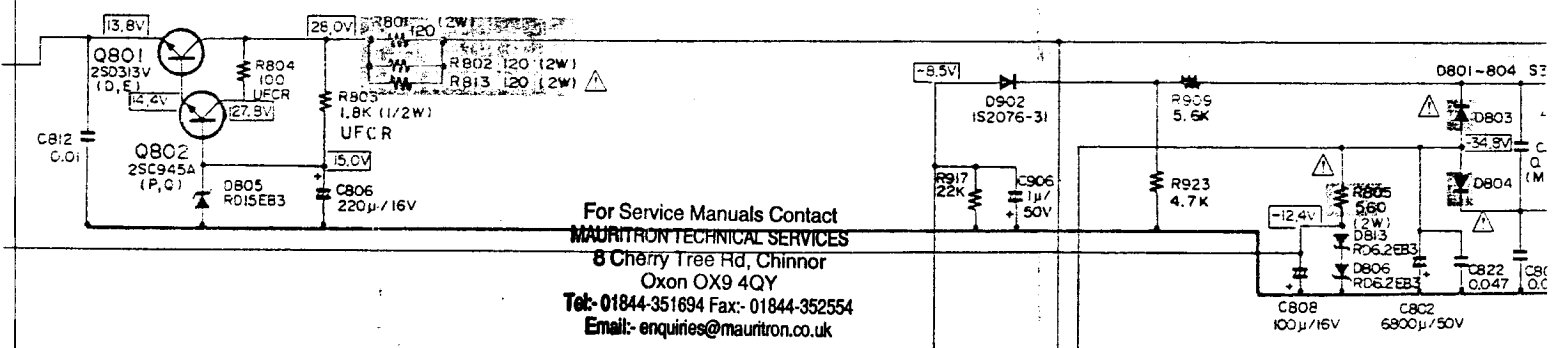 13.8V
Q801
2SD313V
(D,E)
14.4V
R804
100
UFCR
27.8V
Q802
2SC945A
(P,Q)
C812
0.01
D805
RD15EB3
28.0V
R803
1.8K (1/2W)
UFCR
15.0V
C806
220µ/16V
R801 (2W)
120
R802 120 (2W)
R813 120 (2W)
For Service Manuals Contact
MAURITRON TECHNICAL SERVICES
8 Cherry Tree Rd, Chinnor
Oxon OX9 4QY
Tel:- 01844-351694 Fax:- 01844-352554
Email:- enquiries@mauritron.co.uk
-8.5V
D902
1S2076-31
R909
5.6K
R917
22K
C906
1µ/
50V
R923
4.7K
D801~804 S3
D803
-34.8V
D804
R805
560
(2W)
-12.4V
D813
RD6.2EB3
D806
RD6.2EB3
C808
100µ/16V
C802
6800µ/50V
C822
0.047